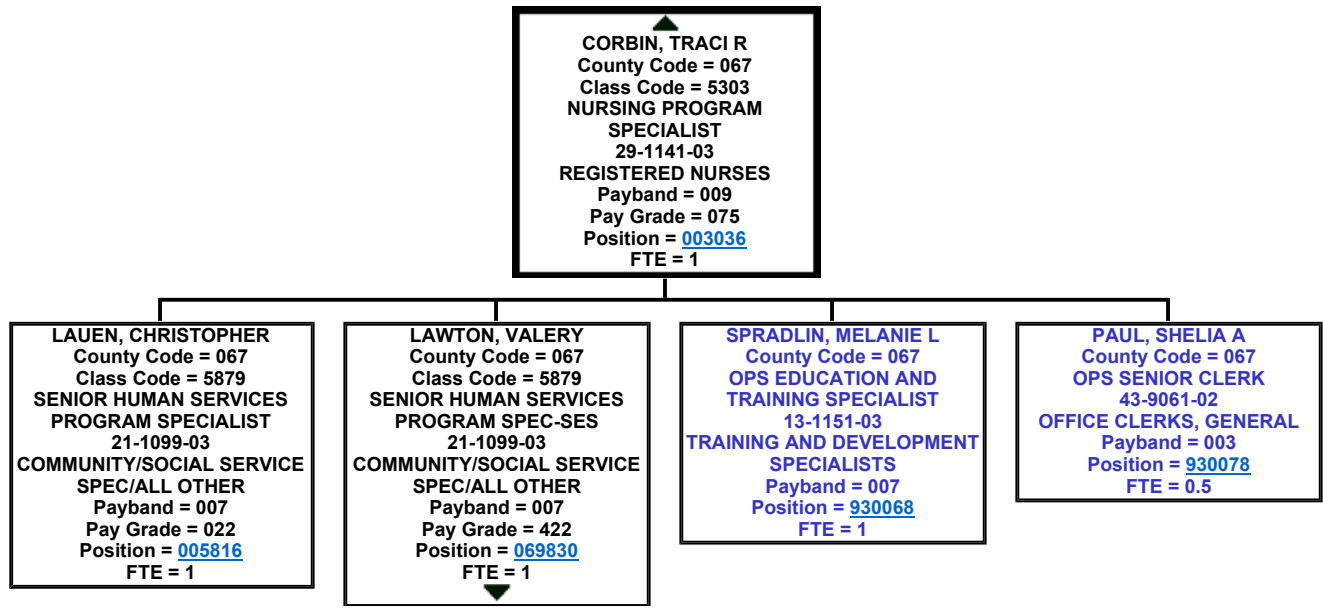 CORBIN, TRACI R
County Code = 067
Class Code = 5303
NURSING PROGRAM
SPECIALIST
29-1141-03
REGISTERED NURSES
Payband = 009
Pay Grade = 075
Position = 003036
FTE = 1
LAUEN, CHRISTOPHER
County Code = 067
Class Code = 5879
SENIOR HUMAN SERVICES
PROGRAM SPECIALIST
21-1099-03
COMMUNITY/SOCIAL SERVICE
SPEC/ALL OTHER
Payband = 007
Pay Grade = 022
Position = 005816
FTE = 1
LAWTON, VALERY
County Code = 067
Class Code = 5879
SENIOR HUMAN SERVICES
PROGRAM SPEC-SES
21-1099-03
COMMUNITY/SOCIAL SERVICE
SPEC/ALL OTHER
Payband = 007
Pay Grade = 422
Position = 069830
FTE = 1
SPRADLIN, MELANIE L
County Code = 067
OPS EDUCATION AND
TRAINING SPECIALIST
13-1151-03
TRAINING AND DEVELOPMENT
SPECIALISTS
Payband = 007
Position = 930068
FTE = 1
PAUL, SHELIA A
County Code = 067
OPS SENIOR CLERK
43-9061-02
OFFICE CLERKS, GENERAL
Payband = 003
Position = 930078
FTE = 0.5